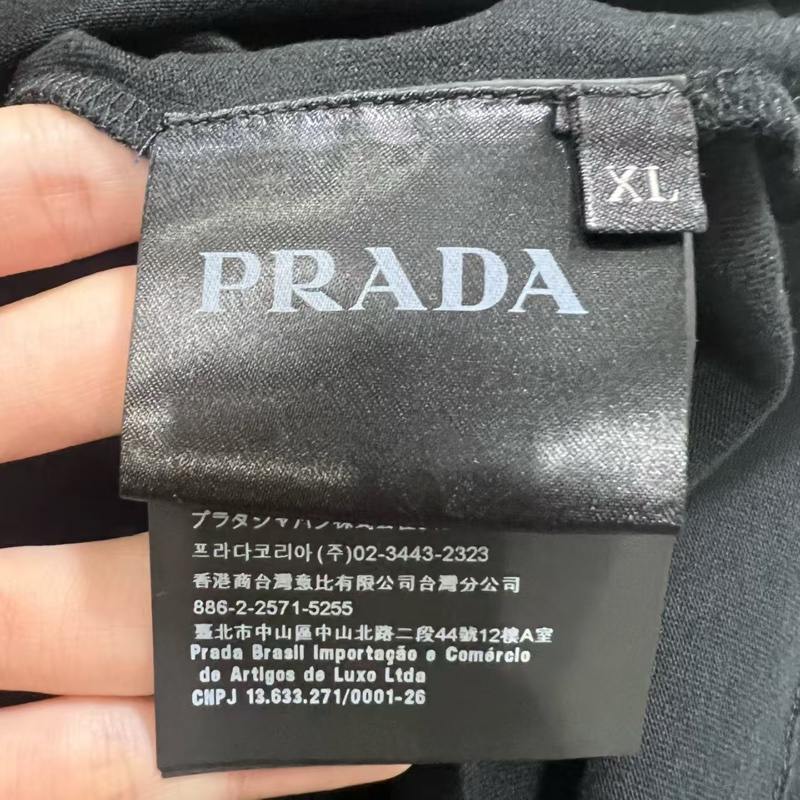 XL
PRADA
프라다코리아(주)02-3443-2323
香港商台灣意比有限公司台灣分公司
886-2-2571-5255
臺北市中山區中山北路二段44號12樓A室
Prada Brasil Importação e Comércio
de Artigos de Luxo Ltda
CNPJ 13.633.271/0001-26